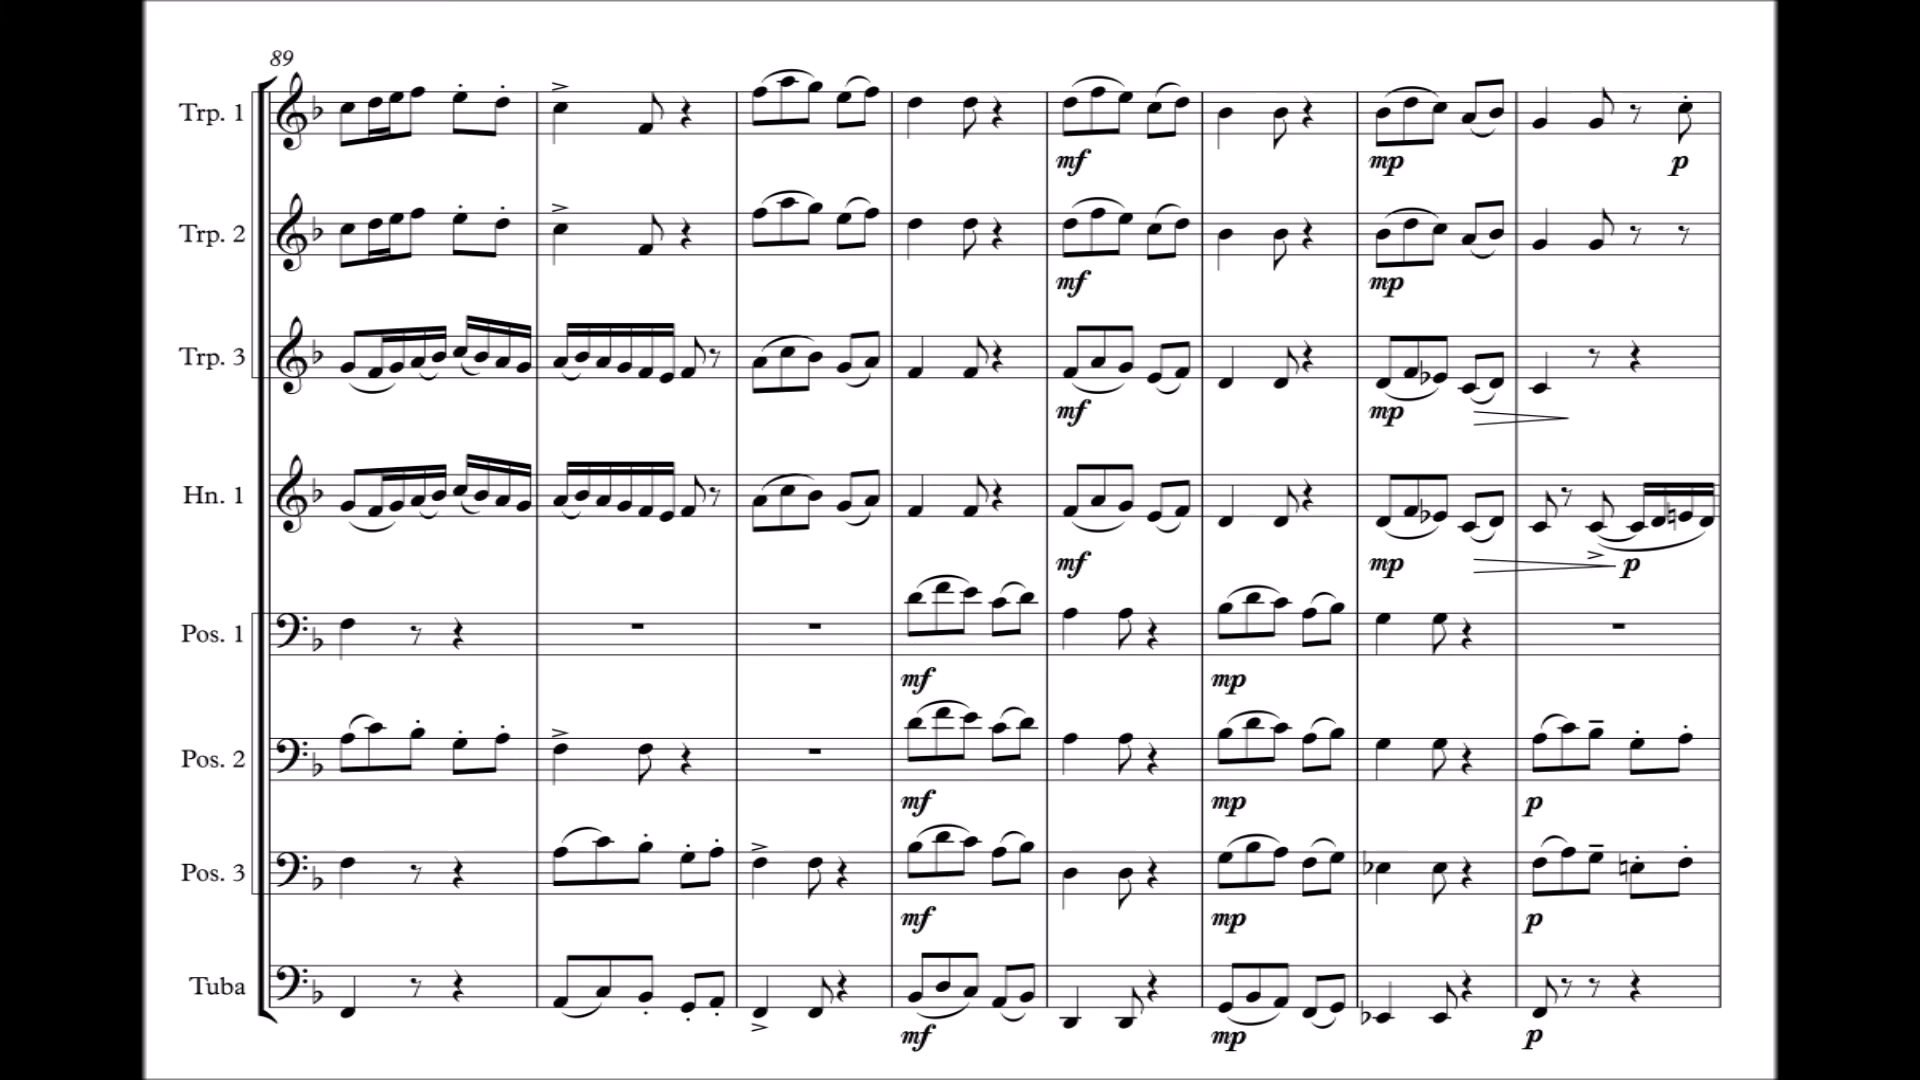 89
Trp. 1
mf mp p
Trp. 2
mf mp
Trp. 3
mf mp
Hn. 1
mf mp p
Pos. 1
mf mp
Pos. 2
mf mp p
Pos. 3
mf mp p
Tuba
mf mp p